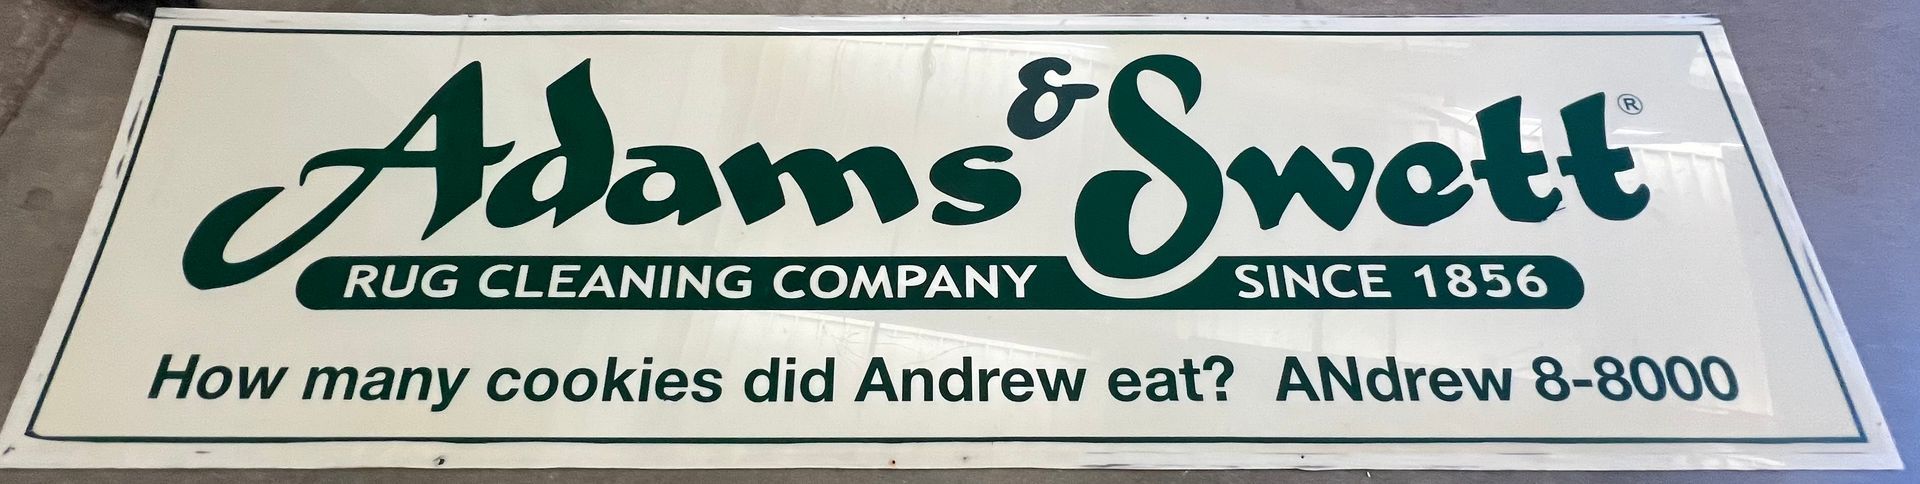 Adams & Swett ®
RUG CLEANING COMPANY SINCE 1856
How many cookies did Andrew eat? ANdrew 8-8000